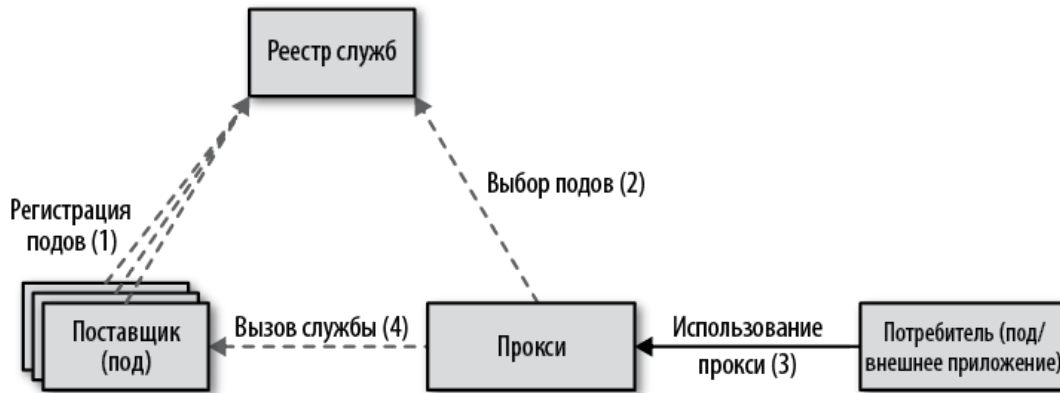 Реестр служб
Выбор подов (2)
Регистрация
подов (1)
Поставщик
(под)
Вызов службы (4)
Прокси
Использование
прокси (3)
Потребитель (под/
внешнее приложение)